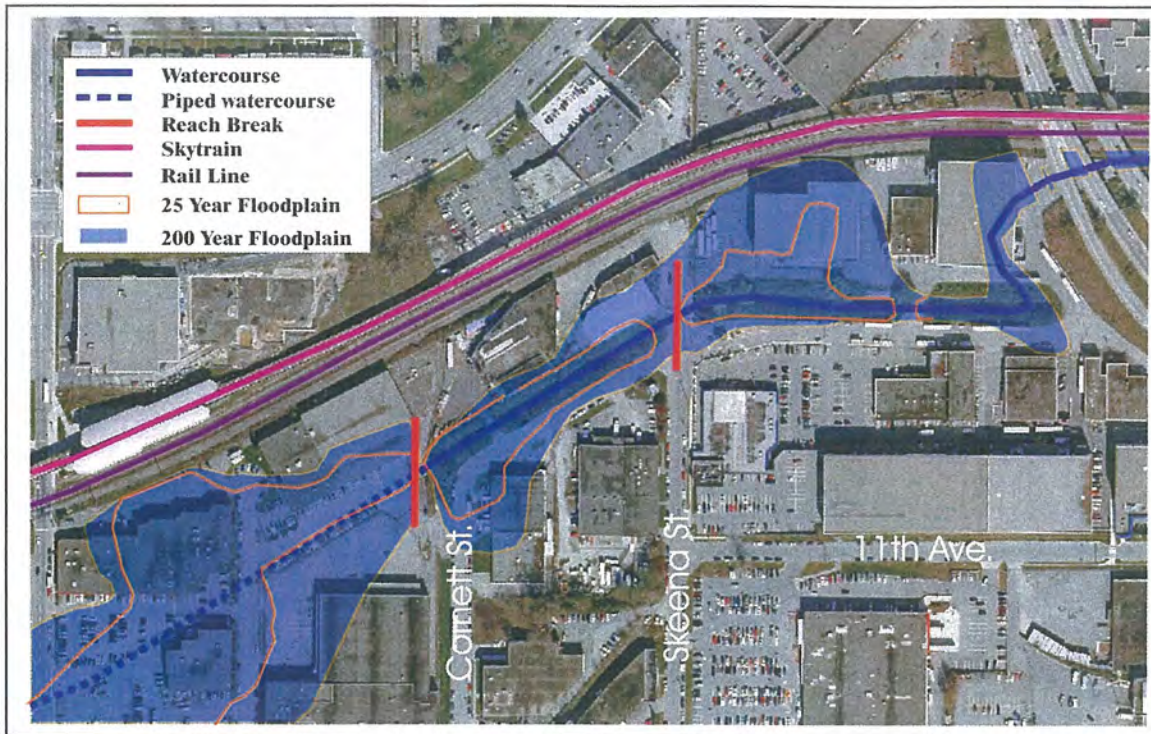 Watercourse
Piped watercourse
Reach Break
Skytrain
Rail Line
25 Year Floodplain
200 Year Floodplain
11th Ave.
Cornett St.
Skeena St.